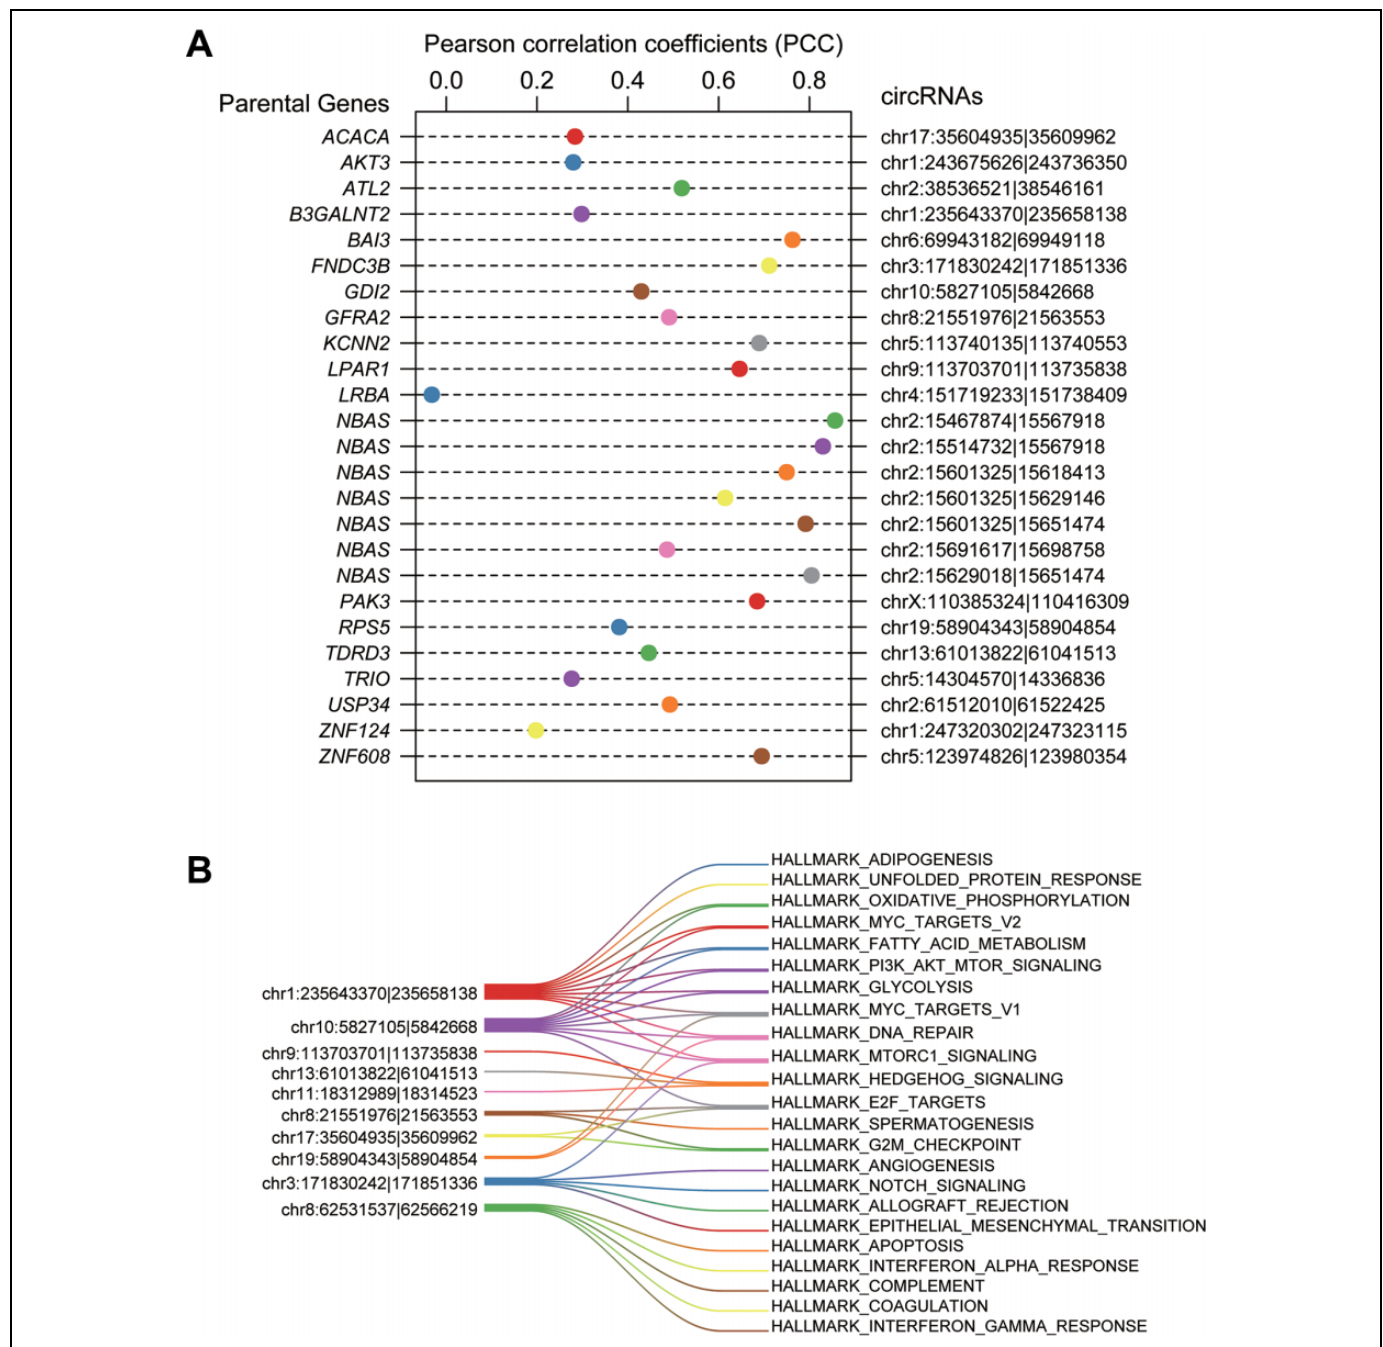 A
Pearson correlation coefficients (PCC)
0.0 0.2 0.4 0.6 0.8
Parental Genes circRNAs
ACACA chr17:35604935|35609962
AKT3 chr1:243675626|243736350
ATL2 chr2:38536521|38546161
B3GALNT2 chr1:235643370|235658138
BAI3 chr6:69943182|69949118
FNDC3B chr3:171830242|171851336
GDI2 chr10:5827105|5842668
GFRA2 chr8:21551976|21563553
KCNN2 chr5:113740135|113740553
LPAR1 chr9:113703701|113735838
LRBA chr4:151719233|151738409
NBAS chr2:15467874|15567918
NBAS chr2:15514732|15567918
NBAS chr2:15601325|15618413
NBAS chr2:15601325|15629146
NBAS chr2:15601325|15651474
NBAS chr2:15691617|15698758
NBAS chr2:15629018|15651474
PAK3 chrX:110385324|110416309
RPS5 chr19:58904343|58904854
TDRD3 chr13:61013822|61041513
TRIO chr5:14304570|14336836
USP34 chr2:61512010|61522425
ZNF124 chr1:247320302|247323115
ZNF608 chr5:123974826|123980354
B
chr1:235643370|235658138
chr10:5827105|5842668
chr9:113703701|113735838
chr13:61013822|61041513
chr11:18312989|18314523
chr8:21551976|21563553
chr17:35604935|35609962
chr19:58904343|58904854
chr3:171830242|171851336
chr8:62531537|62566219
HALLMARK_ADIPOGENESIS
HALLMARK_UNFOLDED_PROTEIN_RESPONSE
HALLMARK_OXIDATIVE_PHOSPHORYLATION
HALLMARK_MYC_TARGETS_V2
HALLMARK_FATTY_ACID_METABOLISM
HALLMARK_PI3K_AKT_MTOR_SIGNALING
HALLMARK_GLYCOLYSIS
HALLMARK_MYC_TARGETS_V1
HALLMARK_DNA_REPAIR
HALLMARK_MTORC1_SIGNALING
HALLMARK_HEDGEHOG_SIGNALING
HALLMARK_E2F_TARGETS
HALLMARK_SPERMATOGENESIS
HALLMARK_G2M_CHECKPOINT
HALLMARK_ANGIOGENESIS
HALLMARK_NOTCH_SIGNALING
HALLMARK_ALLOGRAFT_REJECTION
HALLMARK_EPITHELIAL_MESENCHYMAL_TRANSITION
HALLMARK_APOPTOSIS
HALLMARK_INTERFERON_ALPHA_RESPONSE
HALLMARK_COMPLEMENT
HALLMARK_COAGULATION
HALLMARK_INTERFERON_GAMMA_RESPONSE